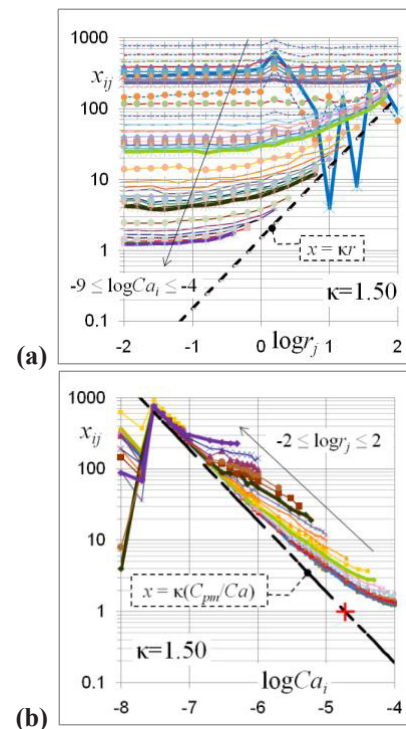 (a)
x_ij
1000
100
10
1
0.1
-9 ≤ logCa_i ≤ -4
x = κr
κ=1.50
-2 -1 0 1 2
logr_j
(b)
x_ij
1000
100
10
1
0.1
-2 ≤ logr_j ≤ 2
x = κ(C_pm/Ca)
κ=1.50
logCa_i
-8 -7 -6 -5 -4